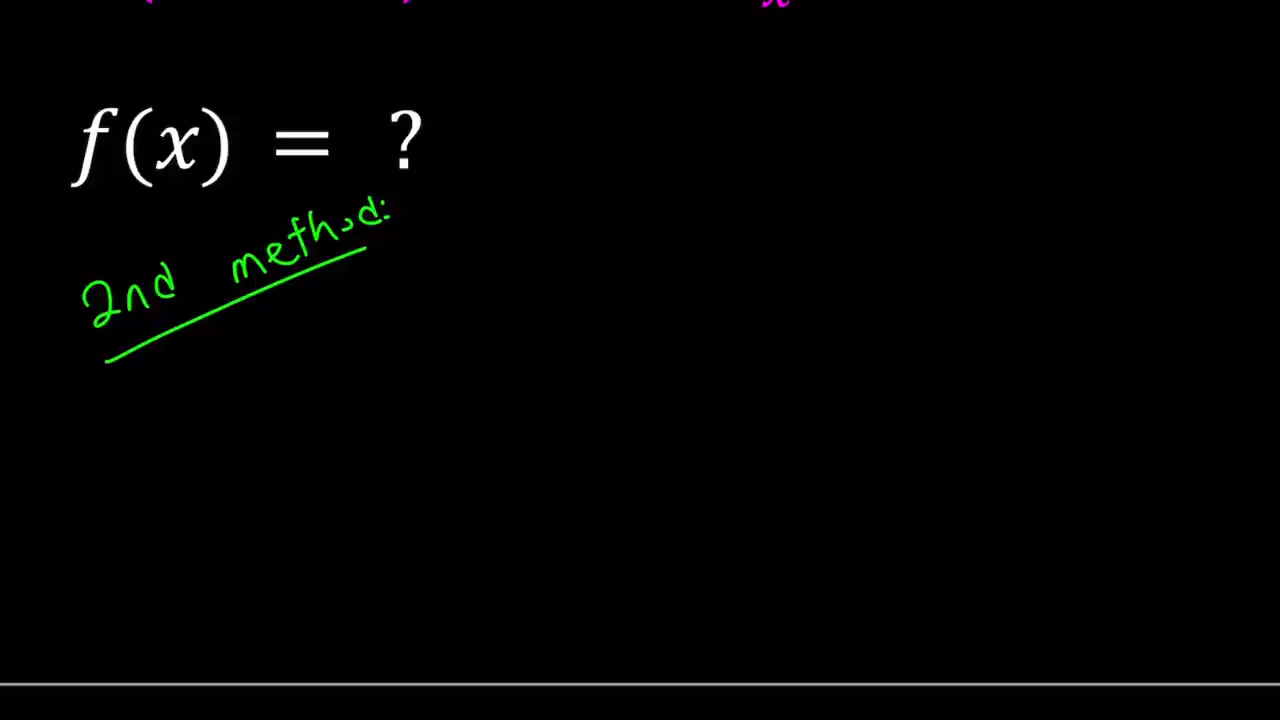 x
f(x) = ?
2nd method: